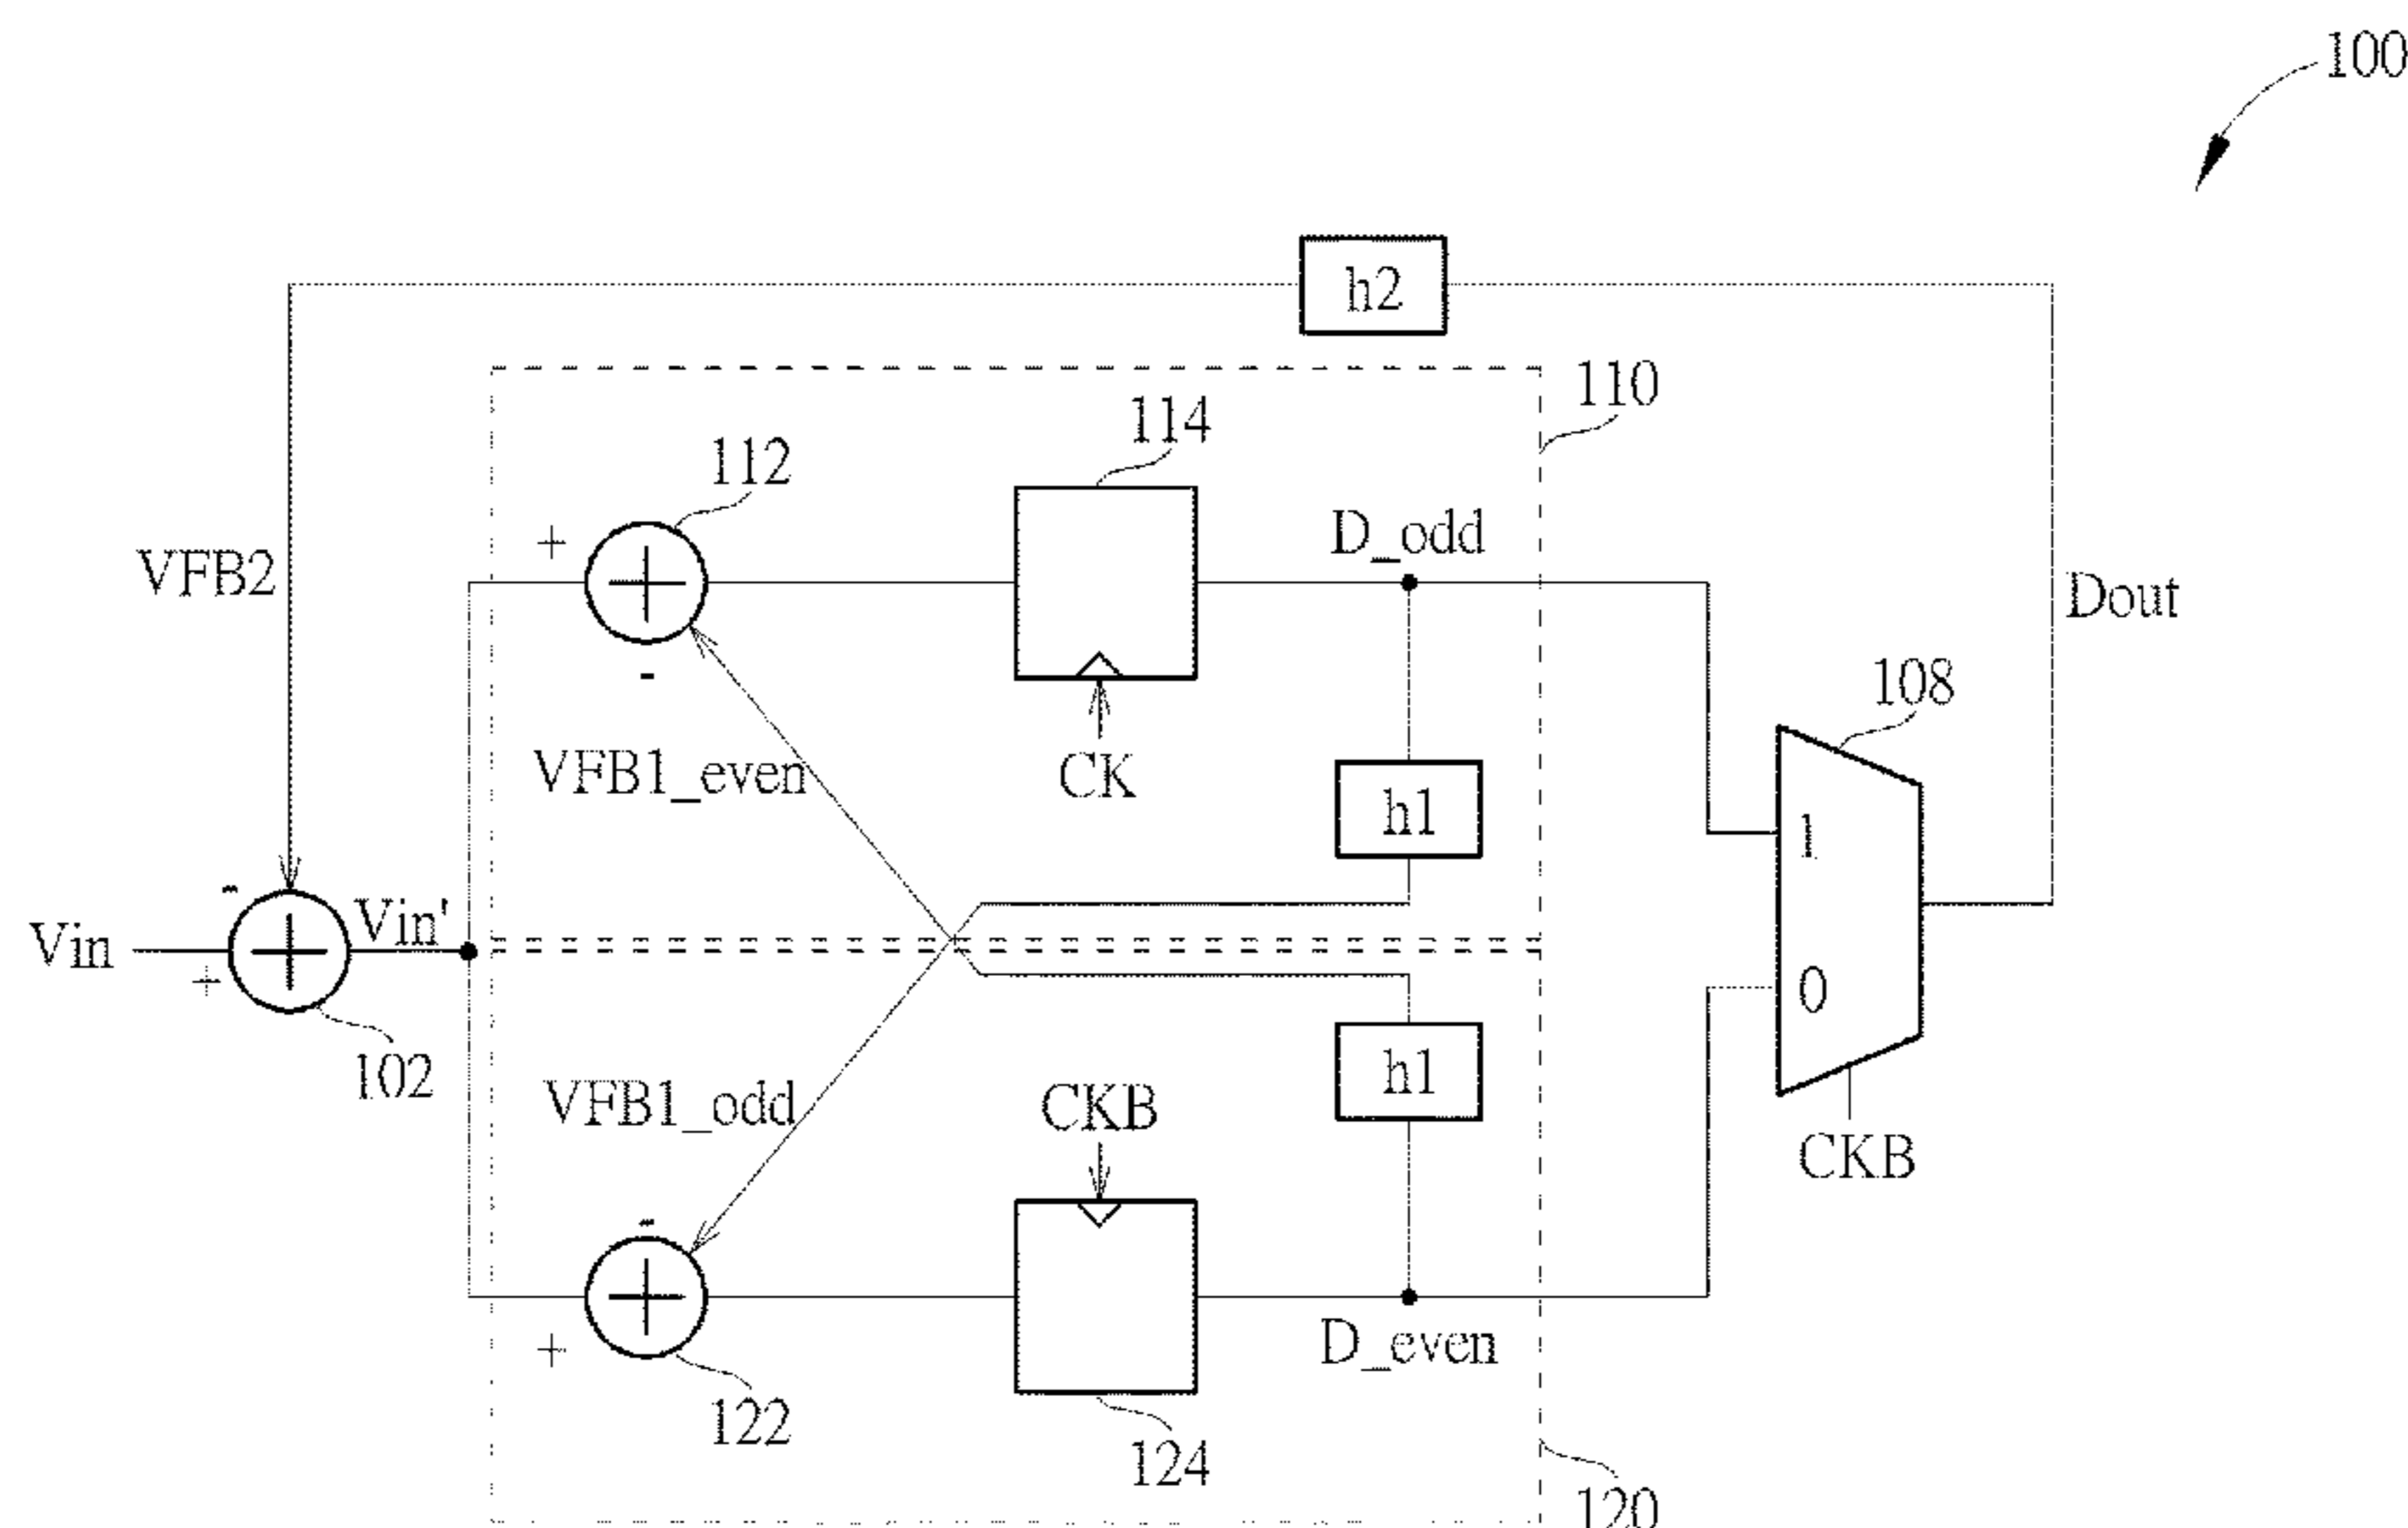 100
h2
110
114
112
+
D_odd
VFB2
Dout
-
108
CK
VFB1_even
h1
1
-
Vin
Vin'
+
0
102
h1
VFB1_odd
CKB
CKB
-
+
D_even
122
124
120